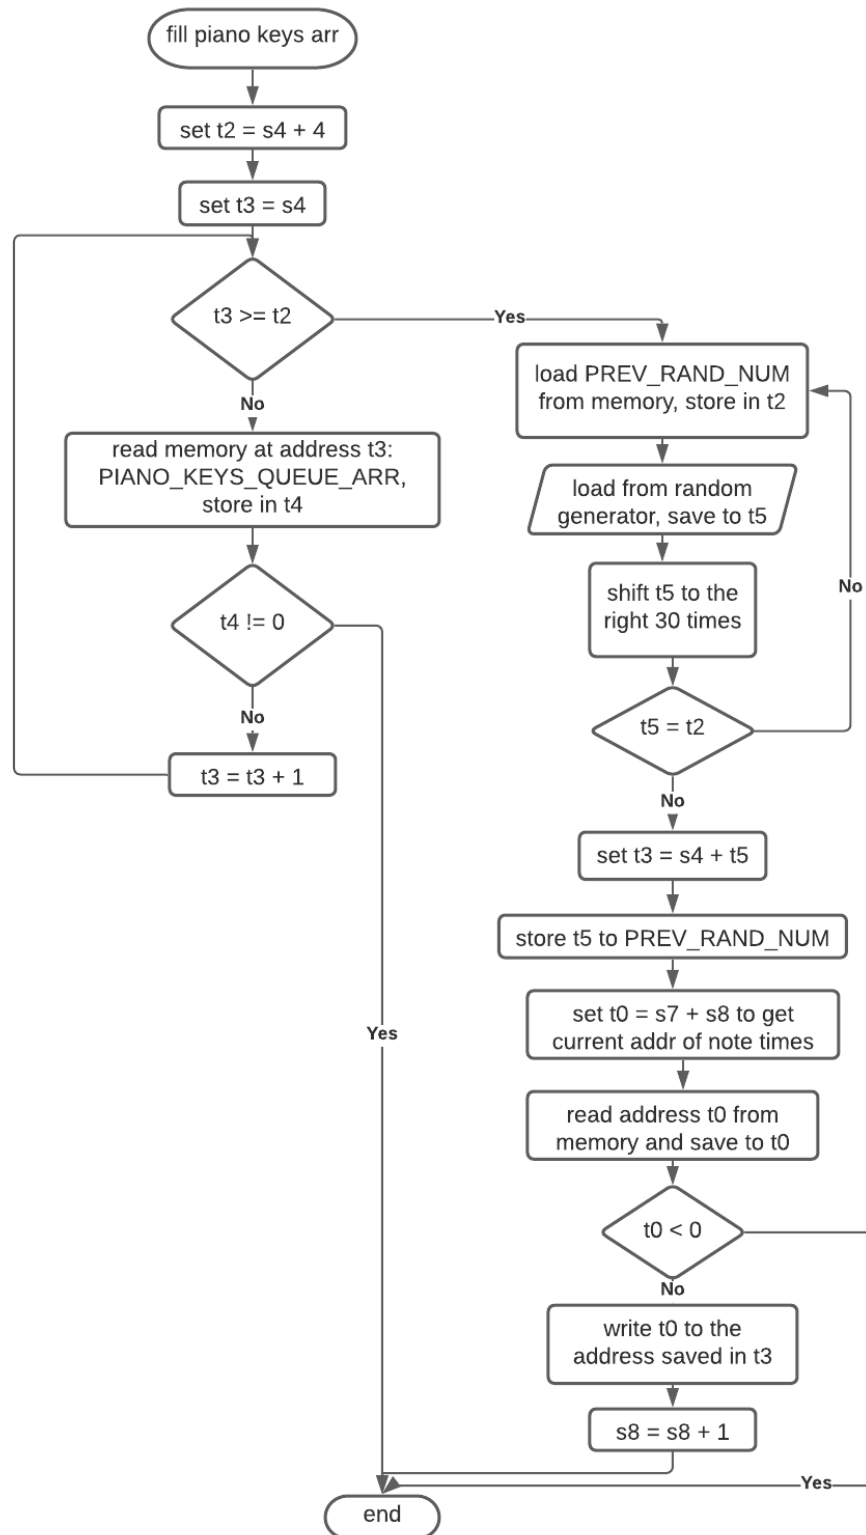 fill piano keys arr
set t2 = s4 + 4
set t3 = s4
t3 >= t2
Yes
No
read memory at address t3:
PIANO_KEYS_QUEUE_ARR,
store in t4
t4 != 0
No
t3 = t3 + 1
Yes
load PREV_RAND_NUM
from memory, store in t2
load from random
generator, save to t5
shift t5 to the
right 30 times
No
t5 = t2
No
set t3 = s4 + t5
store t5 to PREV_RAND_NUM
set t0 = s7 + s8 to get
current addr of note times
read address t0 from
memory and save to t0
t0 < 0
No
write t0 to the
address saved in t3
s8 = s8 + 1
Yes
end